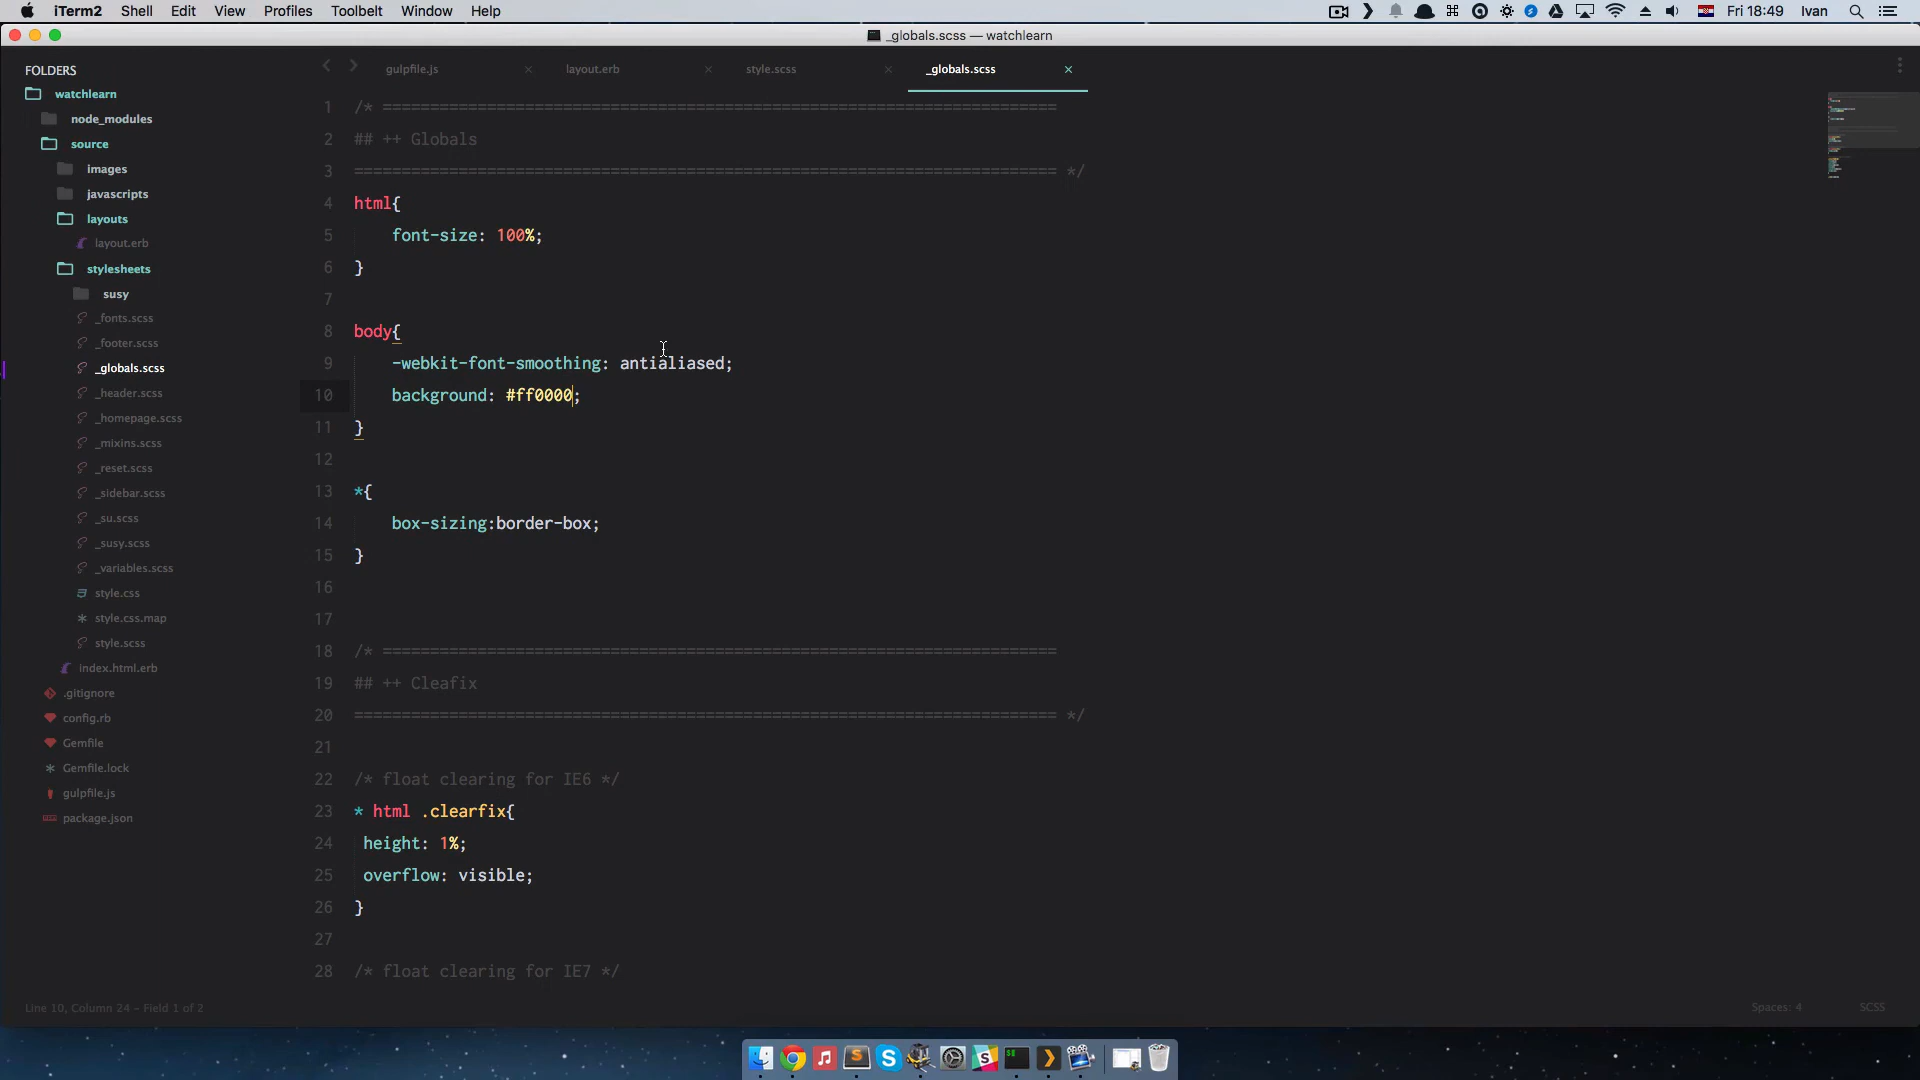 iTerm2 Shell Edit View Profiles Toolbelt Window Help Fri 18:49 Ivan
_globals.scss — watchlearn
FOLDERS
watchlearn
node_modules
source
images
javascripts
layouts
layout.erb
stylesheets
susy
_fonts.scss
_footer.scss
_globals.scss
_header.scss
_homepage.scss
_mixins.scss
_reset.scss
_sidebar.scss
_su.scss
_susy.scss
_variables.scss
style.css
style.css.map
style.scss
index.html.erb
.gitignore
config.rb
Gemfile
Gemfile.lock
gulpfile.js
package.json
gulpfile.js layout.erb style.scss _globals.scss
1 /* =======================================================================
2 ## ++ Globals
3 ========================================================================== */
4 html{
5 font-size: 100%;
6 }
7
8 body{
9 -webkit-font-smoothing: antialiased;
10 background: #ff0000;
11 }
12
13 *{
14 box-sizing:border-box;
15 }
16
17
18 /* =======================================================================
19 ## ++ Cleafix
20 ========================================================================== */
21
22 /* float clearing for IE6 */
23 * html .clearfix{
24 height: 1%;
25 overflow: visible;
26 }
27
28 /* float clearing for IE7 */
Line 10, Column 24 – Field 1 of 2 Spaces: 4 SCSS